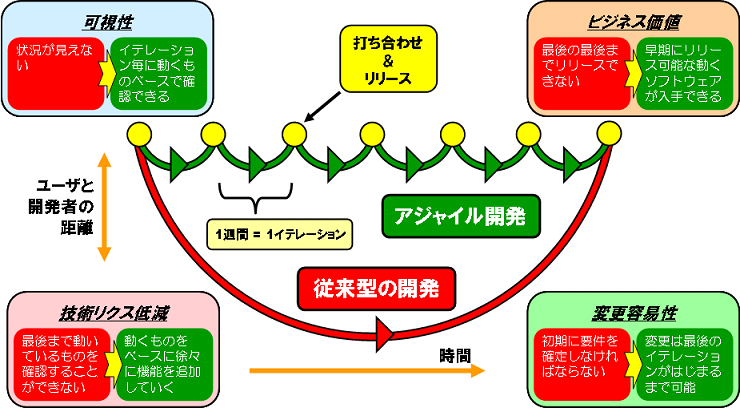 可視性
状況が見えな
い
イテレーショ
ン毎に動くも
のベースで確
認できる
打ち合わせ
&
リリース
ビジネス価値
最後の最後ま
でリリースで
きない
早期にリリー
ス可能な動く
ソフトウェア
が入手できる
ユーザと
開発者の
距離
1週間 = 1イテレーション
アジャイル開発
従来型の開発
技術リクス低減
最後まで動い
ているものを
確認すること
ができない
動くものを
ベースに徐々
に機能を追加
していく
時間
変更容易性
初期に要件を
確定しなけれ
ばならない
変更は最後の
イテレーショ
ンがはじまる
まで可能